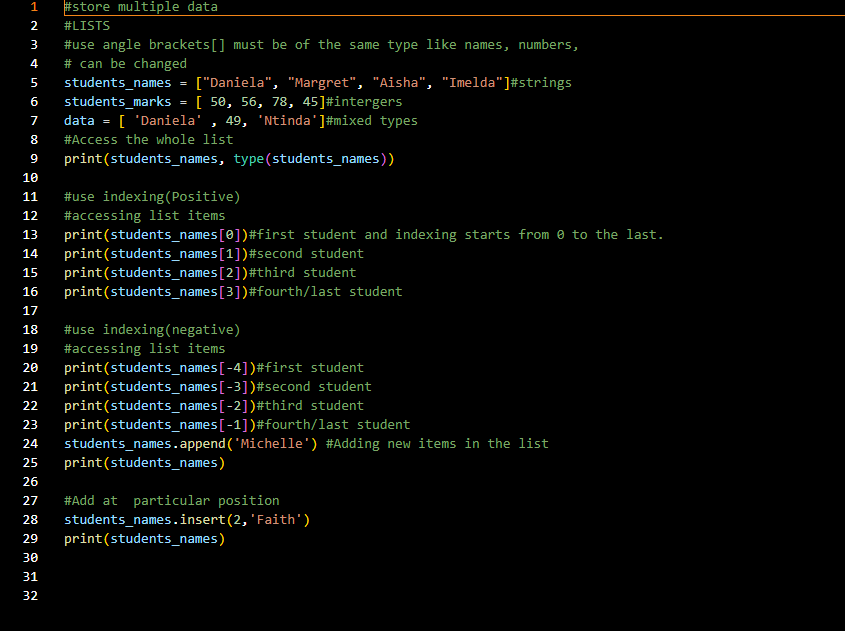 1 #store multiple data
2 #LISTS
3 #use angle brackets[] must be of the same type like names, numbers,
4 # can be changed
5 students_names = ["Daniela", "Margret", "Aisha", "Imelda"]#strings
6 students_marks = [ 50, 56, 78, 45]#intergers
7 data = [ 'Daniela' , 49, 'Ntinda']#mixed types
8 #Access the whole list
9 print(students_names, type(students_names))
10
11 #use indexing(Positive)
12 #accessing list items
13 print(students_names[0])#first student and indexing starts from 0 to the last.
14 print(students_names[1])#second student
15 print(students_names[2])#third student
16 print(students_names[3])#fourth/last student
17
18 #use indexing(negative)
19 #accessing list items
20 print(students_names[-4])#first student
21 print(students_names[-3])#second student
22 print(students_names[-2])#third student
23 print(students_names[-1])#fourth/last student
24 students_names.append('Michelle') #Adding new items in the list
25 print(students_names)
26
27 #Add at  particular position
28 students_names.insert(2,'Faith')
29 print(students_names)
30
31
32